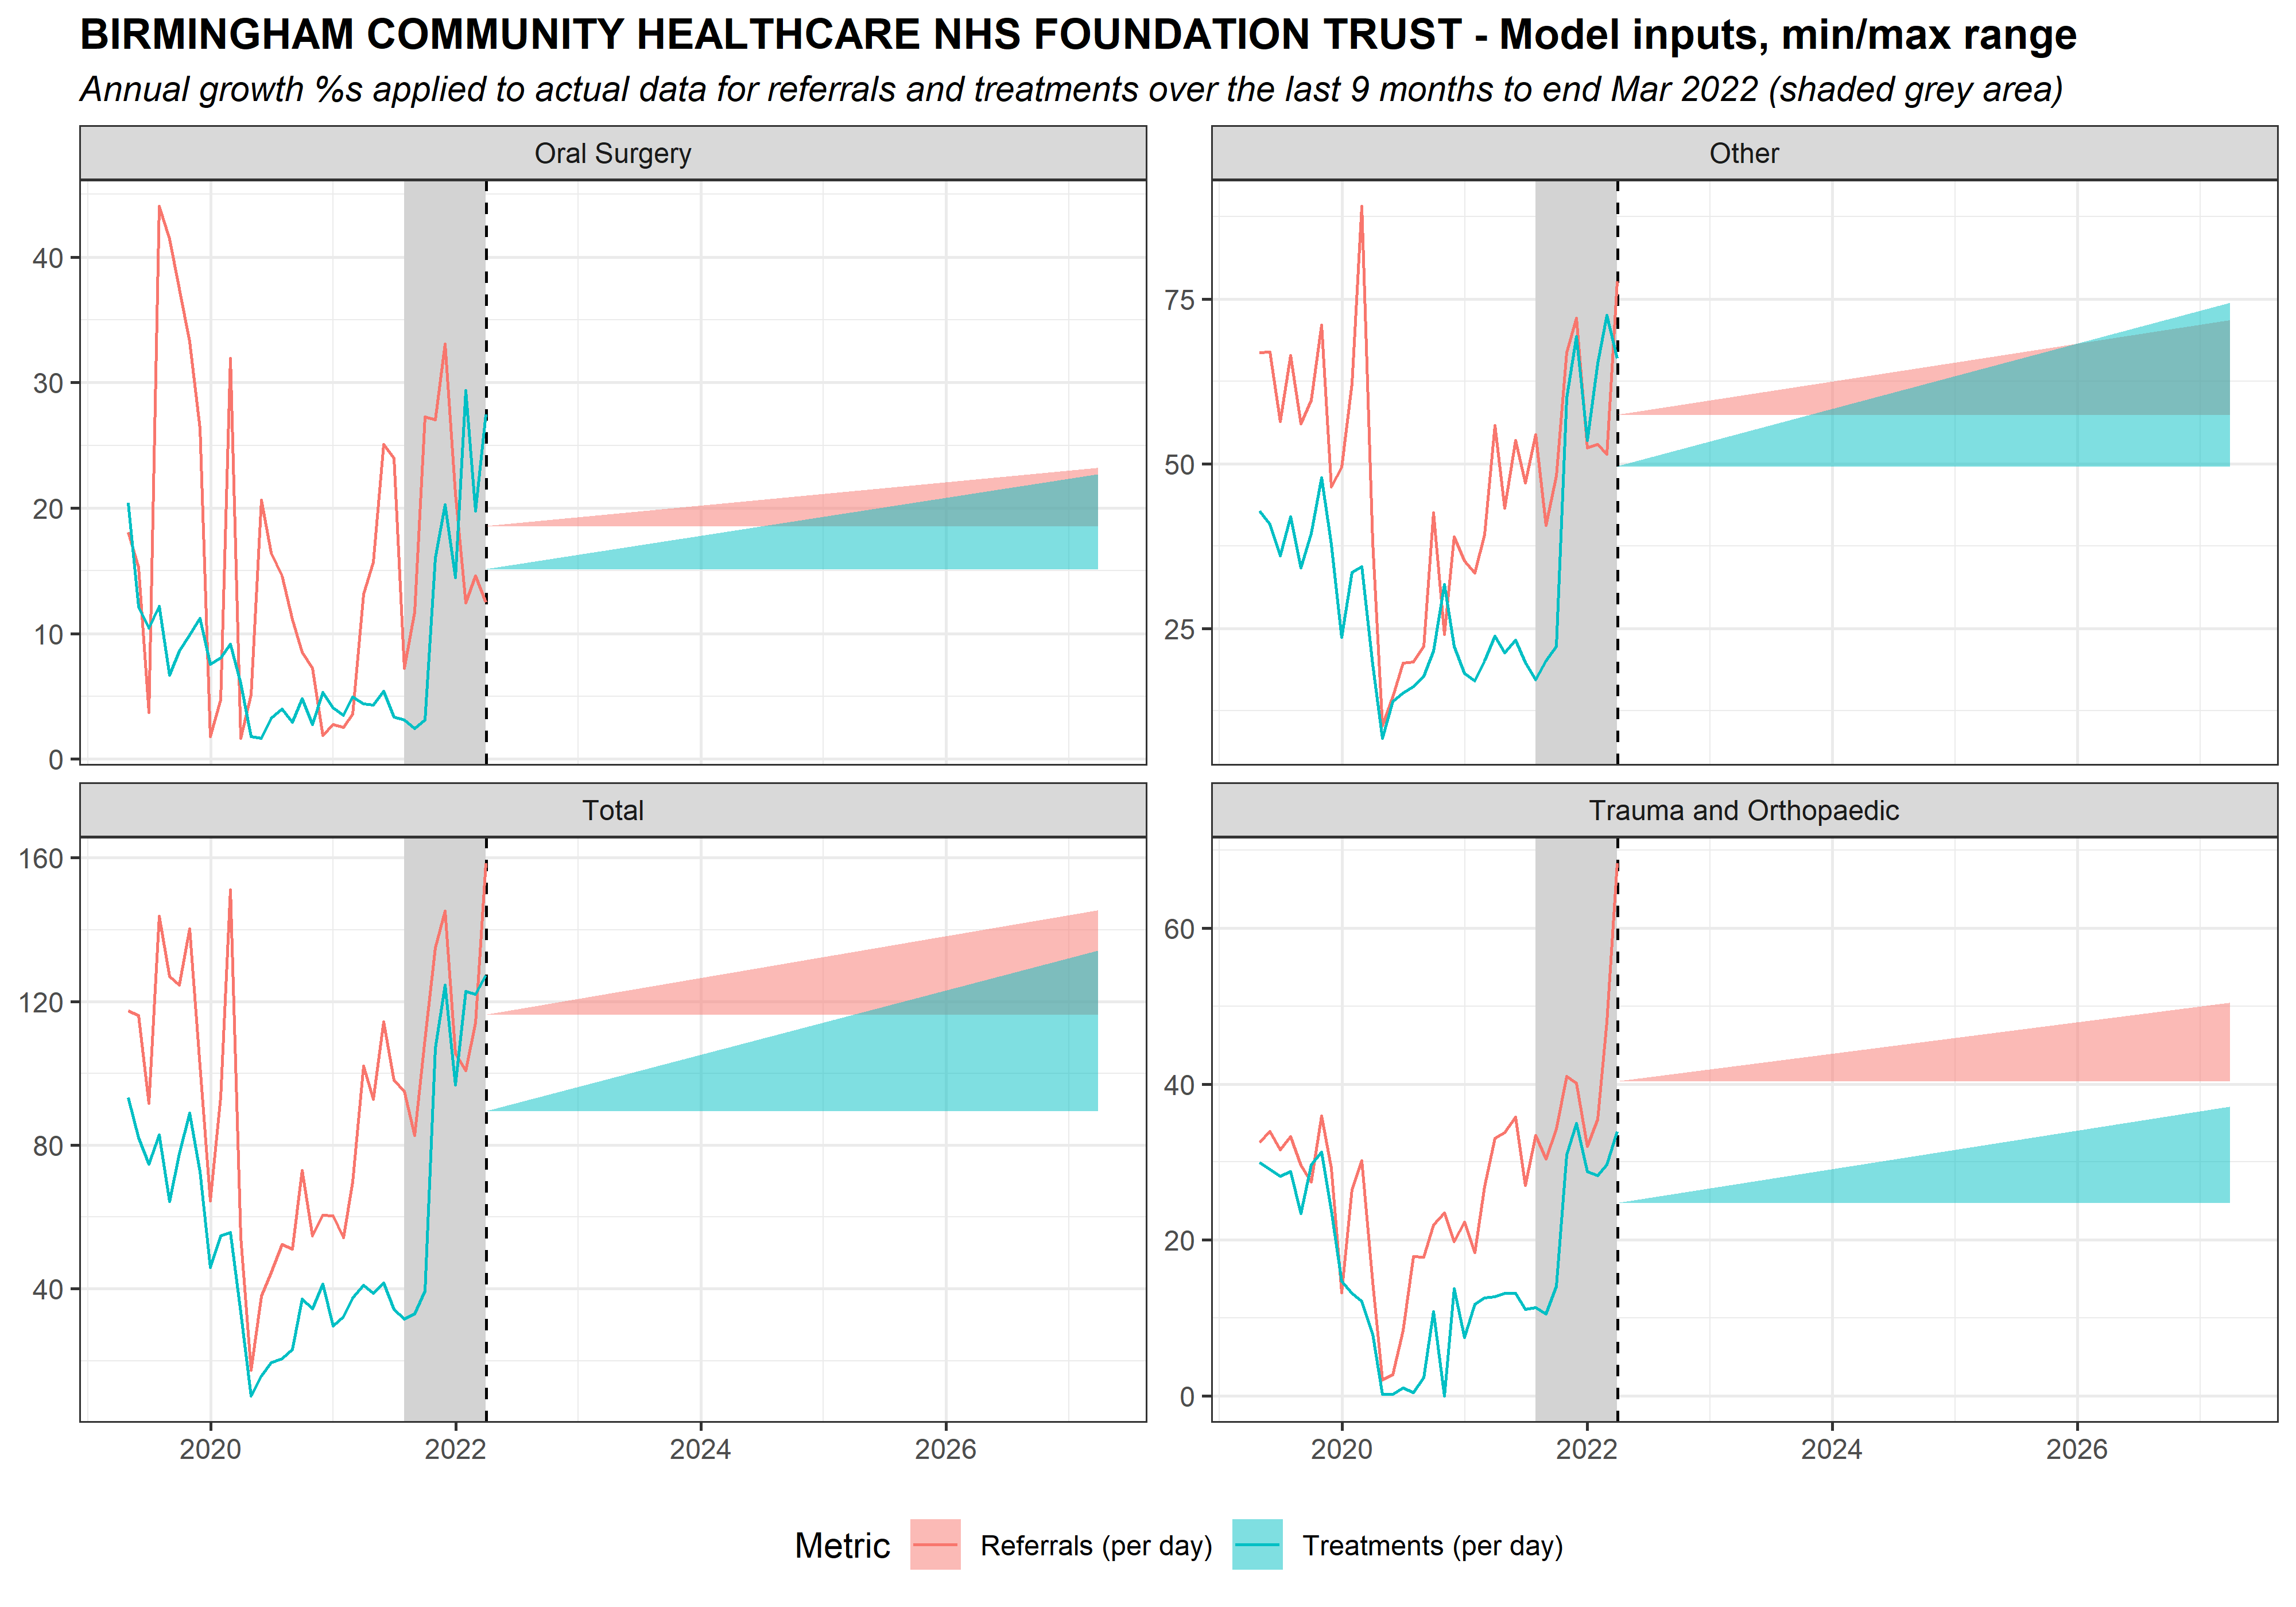 BIRMINGHAM COMMUNITY HEALTHCARE NHS FOUNDATION TRUST - Model inputs, min/max range
Annual growth %s applied to actual data for referrals and treatments over the last 9 months to end Mar 2022 (shaded grey area)
Oral Surgery
40
30
20
10
0
Other
75
50
25
Total
160
120
80
40
2020 2022 2024 2026
Trauma and Orthopaedic
60
40
20
0
2020 2022 2024 2026
Metric Referrals (per day) Treatments (per day)